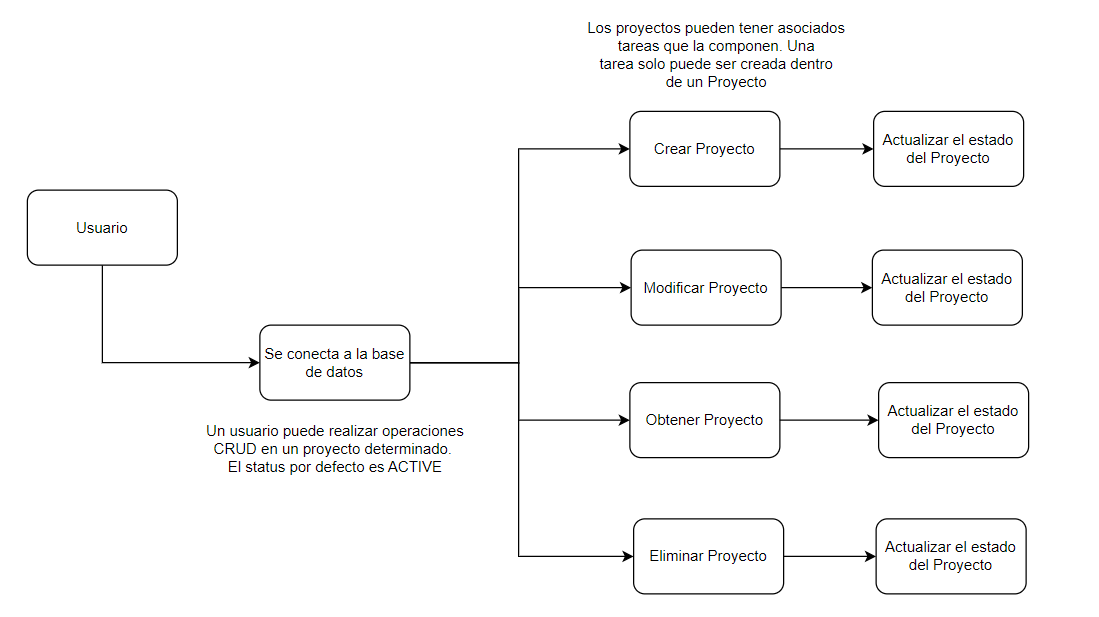 Los proyectos pueden tener asociados
tareas que la componen. Una
tarea solo puede ser creada dentro
de un Proyecto
Crear Proyecto
Actualizar el estado
del Proyecto
Usuario
Modificar Proyecto
Actualizar el estado
del Proyecto
Se conecta a la base
de datos
Un usuario puede realizar operaciones
CRUD en un proyecto determinado.
El status por defecto es ACTIVE
Obtener Proyecto
Actualizar el estado
del Proyecto
Eliminar Proyecto
Actualizar el estado
del Proyecto